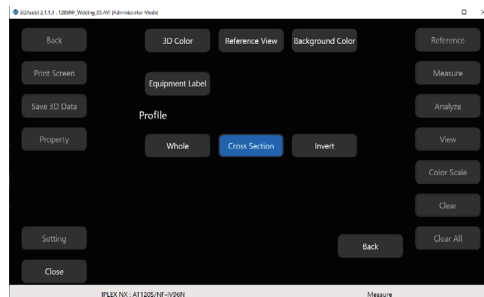 3DAssist 2.1.1.1 : 120SNF_Welding_05.AVI (Administrator Mode)
Back
3D Color
Reference View
Background Color
Reference
Print Screen
Equipment Label
Measure
Save 3D Data
Profile
Analyze
Property
Whole
Cross Section
Invert
View
Color Scale
Clear
Setting
Back
Clear All
Close
IPLEX NX : AT120S/NF-IV96N
Measure